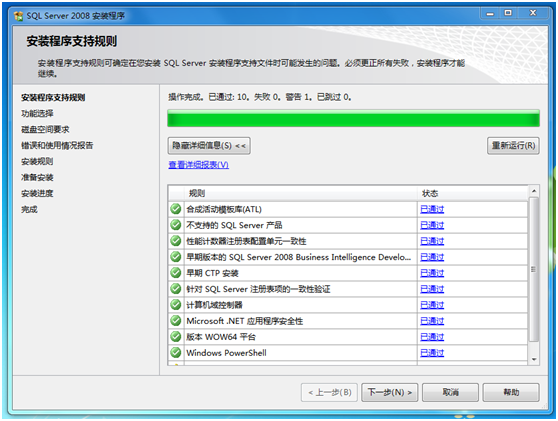 SQL Server 2008 安装程序
安装程序支持规则
安装程序支持规则可确定在您安装 SQL Server 安装程序支持文件时可能发生的问题。必须更正所有失败，安装程序才能
继续。
安装程序支持规则
功能选择
磁盘空间要求
错误和使用情况报告
安装规则
准备安装
安装进度
完成
操作完成。已通过: 10。失败 0。警告 1。已跳过 0。
隐藏详细信息(S) <<
重新运行(R)
查看详细报表(V)
规则 状态
合成活动模板库(ATL) 已通过
不支持的 SQL Server 产品 已通过
性能计数器注册表配置单元一致性 已通过
早期版本的 SQL Server 2008 Business Intelligence Develo... 已通过
早期 CTP 安装 已通过
针对 SQL Server 注册表项的一致性验证 已通过
计算机域控制器 已通过
Microsoft .NET 应用程序安全性 已通过
版本 WOW64 平台 已通过
Windows PowerShell 已通过
< 上一步(B) 下一步(N) > 取消 帮助